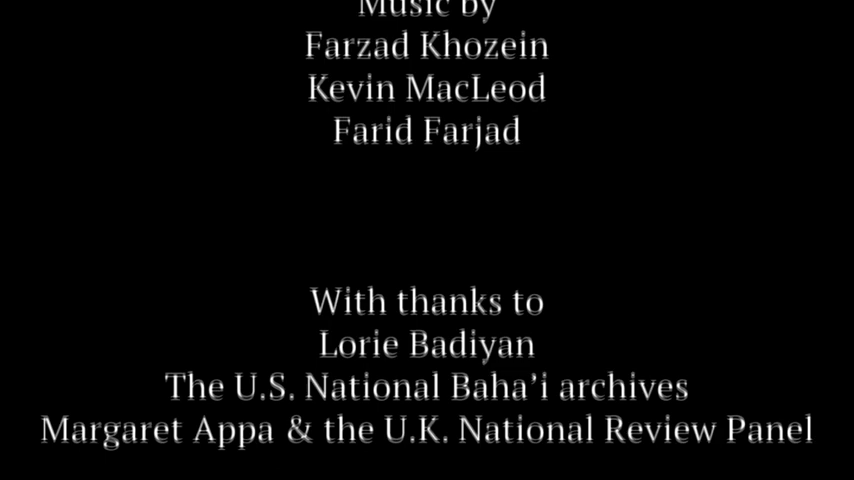 Music by
Farzad Khozein
Kevin MacLeod
Farid Farjad
With thanks to
Lorie Badiyan
The U.S. National Baha’i archives
Margaret Appa & the U.K. National Review Panel